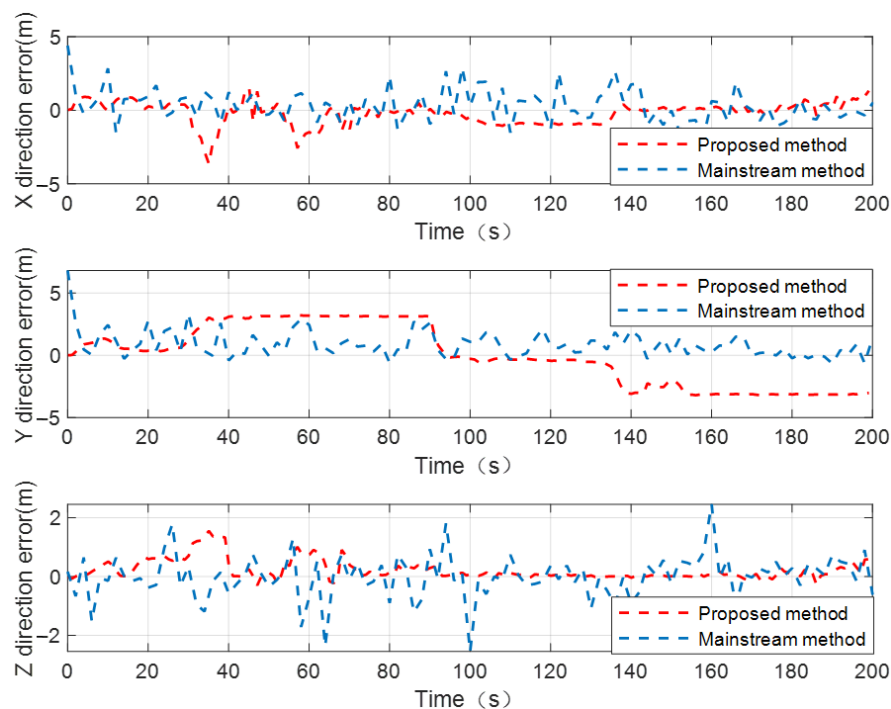 X direction error(m)
5
0
−5
0 20 40 60 80 100 120 140 160 180 200
Time（s）
Proposed method
Mainstream method
Y direction error(m)
5
0
−5
0 20 40 60 80 100 120 140 160 180 200
Time（s）
Proposed method
Mainstream method
Z direction error(m)
2
0
−2
0 20 40 60 80 100 120 140 160 180 200
Time（s）
Proposed method
Mainstream method